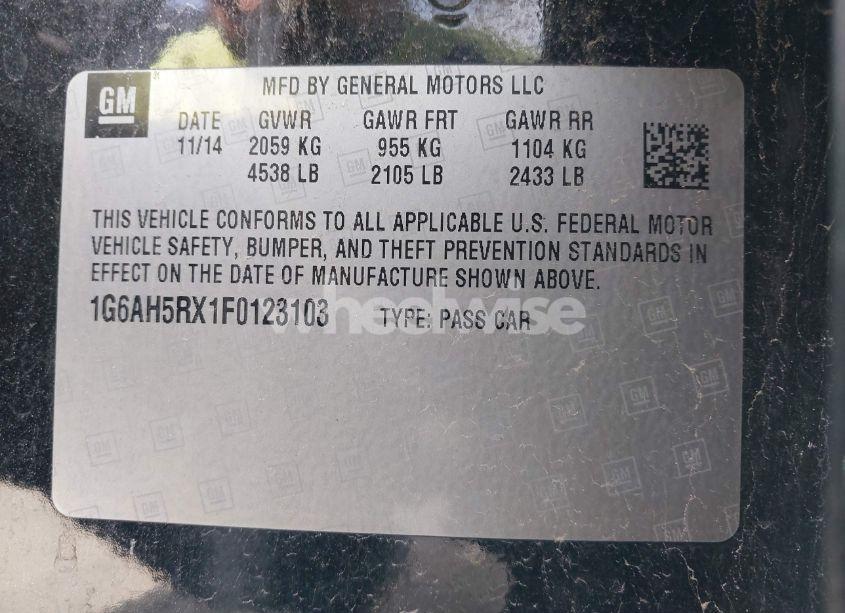 GM
MFD BY GENERAL MOTORS LLC
DATE GVWR GAWR FRT GAWR RR
11/14 2059 KG 955 KG 1104 KG
4538 LB 2105 LB 2433 LB
THIS VEHICLE CONFORMS TO ALL APPLICABLE U.S. FEDERAL MOTOR
VEHICLE SAFETY, BUMPER, AND THEFT PREVENTION STANDARDS IN
EFFECT ON THE DATE OF MANUFACTURE SHOWN ABOVE.
1G6AH5RX1F0123103 TYPE: PASS CAR
wheelwise